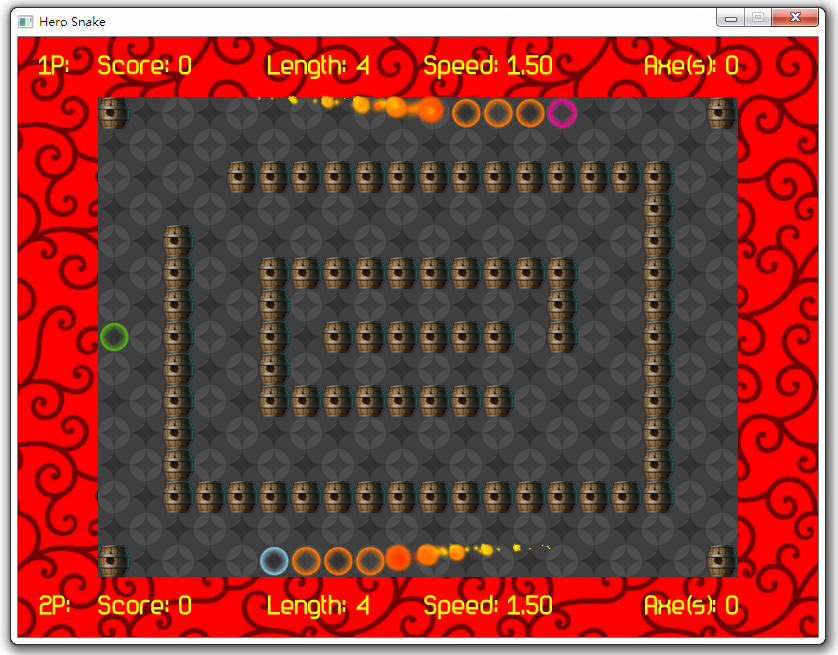 Hero Snake
1P: Score: 0 Length: 4 Speed: 1.50 Axe(s): 0
2P: Score: 0 Length: 4 Speed: 1.50 Axe(s): 0